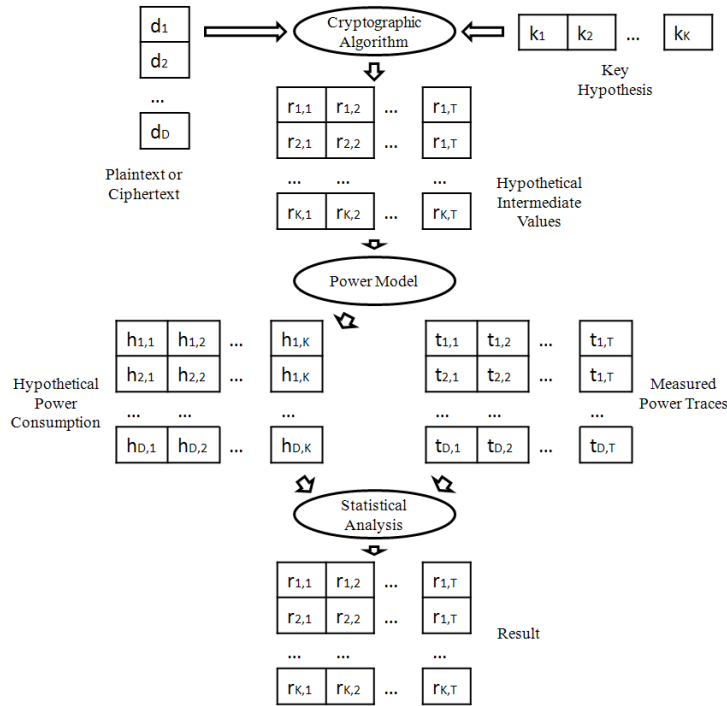 d1
d2
...
dD
Plaintext or
Ciphertext
Cryptographic
Algorithm
k1 k2 ... kK
Key
Hypothesis
r1,1 r1,2 ... r1,T
r2,1 r2,2 ... r1,T
... ... ...
rK,1 rK,2 ... rK,T
Hypothetical
Intermediate
Values
Power Model
Hypothetical
Power
Consumption
h1,1 h1,2 ... h1,K
h2,1 h2,2 ... h1,K
... ... ...
hD,1 hD,2 ... hD,K
t1,1 t1,2 ... t1,T
t2,1 t2,2 ... t1,T
... ... ...
tD,1 tD,2 ... tD,T
Measured
Power Traces
Statistical
Analysis
r1,1 r1,2 ... r1,T
r2,1 r2,2 ... r1,T
... ... ...
rK,1 rK,2 ... rK,T
Result